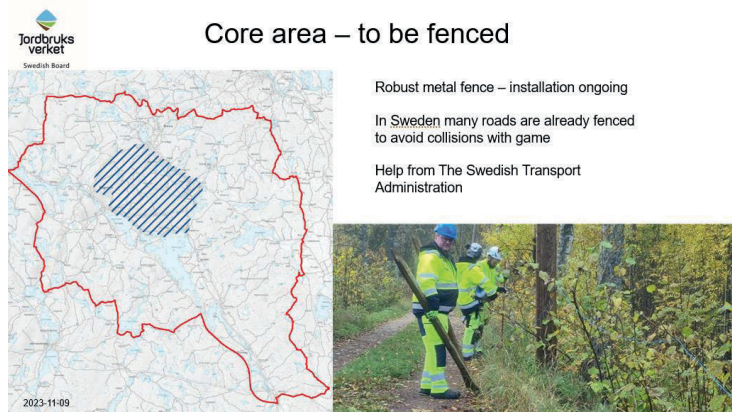 Jordbruks
verket
Swedish Board
Core area – to be fenced
Robust metal fence – installation ongoing
In Sweden many roads are already fenced
to avoid collisions with game
Help from The Swedish Transport
Administration
2023-11-09